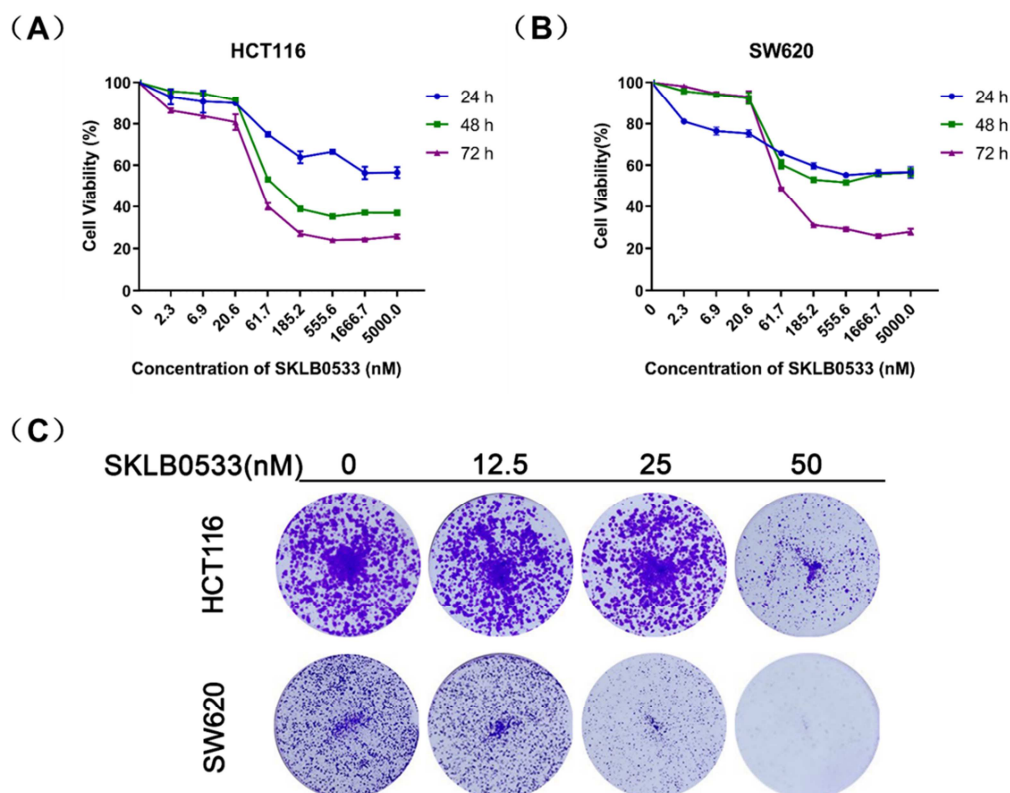 （A）
HCT116
Cell Viability (%)
100
80
60
40
20
0
0 2.3 6.9 20.6 61.7 185.2 555.6 1666.7 5000.0
Concentration of SKLB0533 (nM)
24 h
48 h
72 h
（B）
SW620
Cell Viability(%)
100
80
60
40
20
0
0 2.3 6.9 20.6 61.7 185.2 555.6 1666.7 5000.0
Concentration of SKLB0533 (nM)
24 h
48 h
72 h
（C）
SKLB0533(nM) 0 12.5 25 50
HCT116
SW620